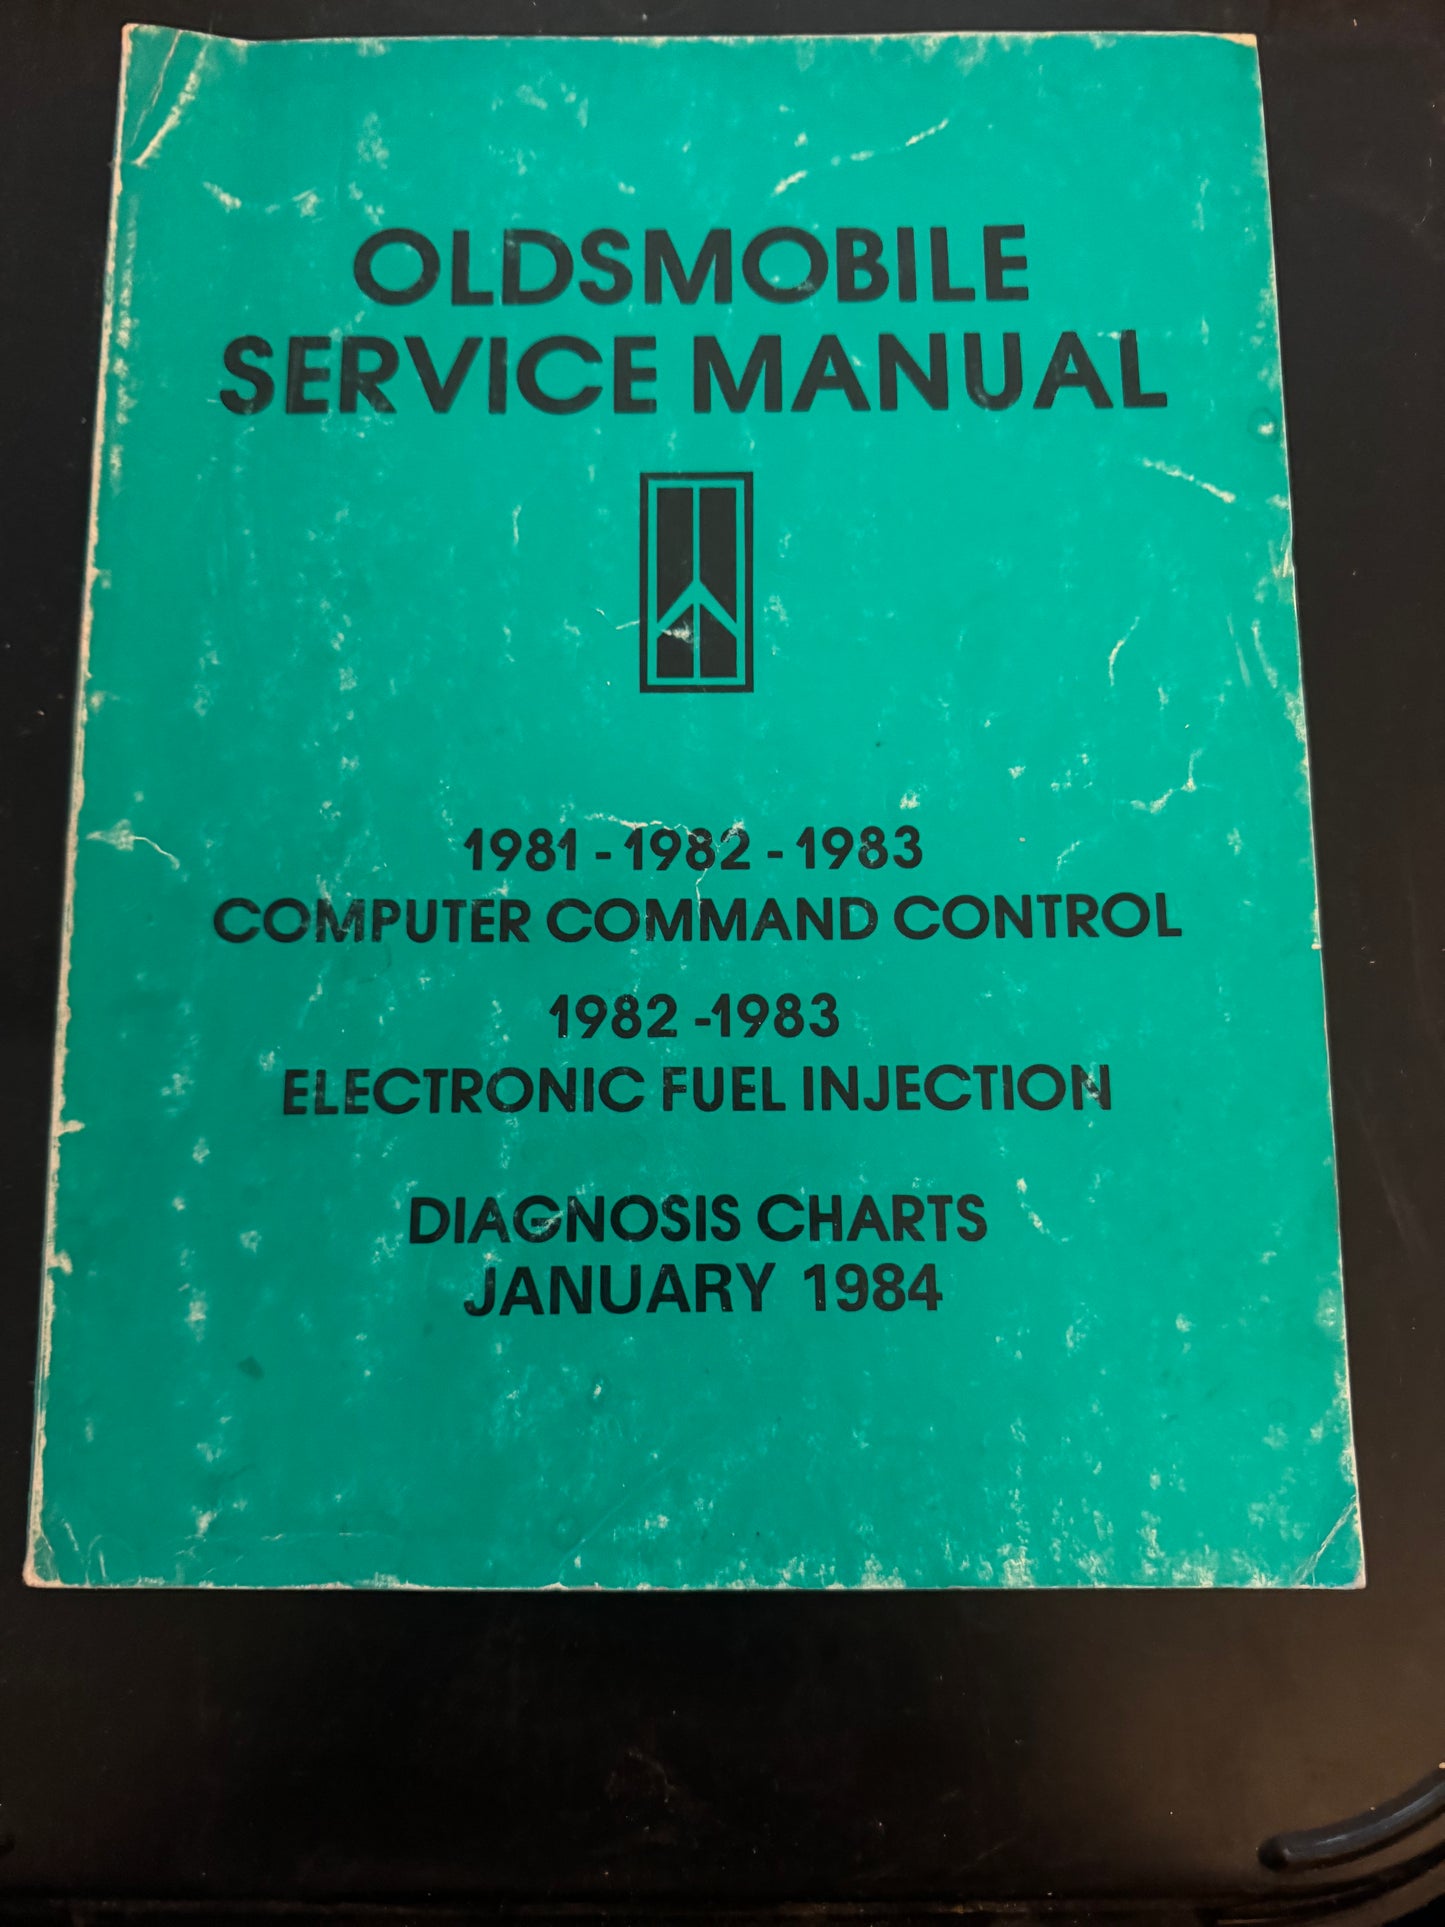 OLDSMOBILE
SERVICE MANUAL
1981 - 1982 - 1983
COMPUTER COMMAND CONTROL
1982 -1983
ELECTRONIC FUEL INJECTION
DIAGNOSIS CHARTS
JANUARY 1984